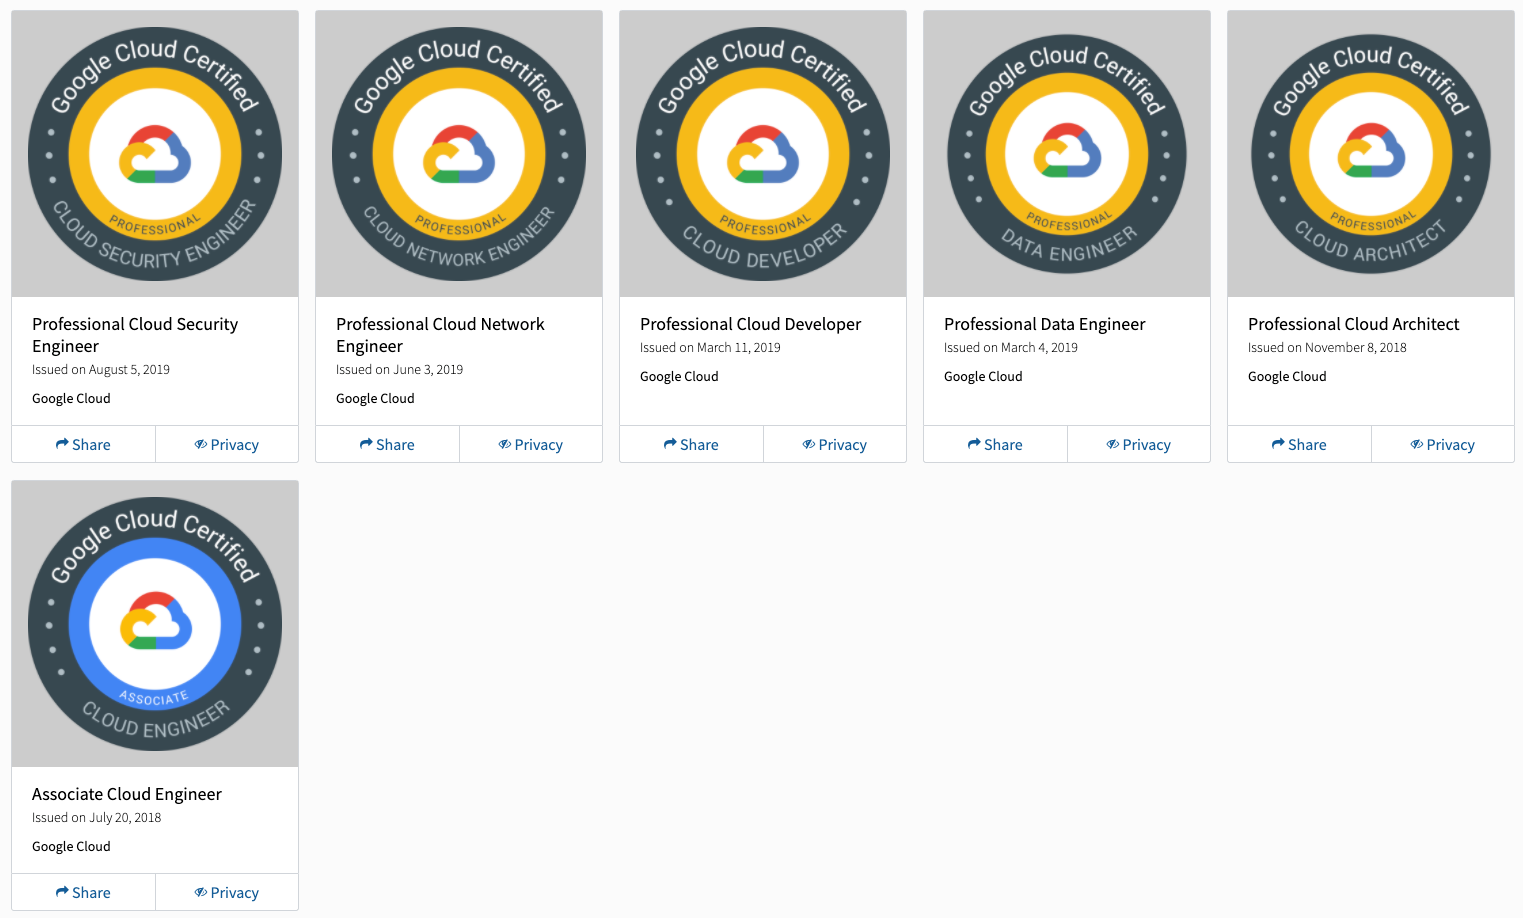 Google Cloud Certified
PROFESSIONAL
CLOUD SECURITY ENGINEER
Professional Cloud Security
Engineer
Issued on August 5, 2019
Google Cloud
Share
Privacy
Google Cloud Certified
PROFESSIONAL
CLOUD NETWORK ENGINEER
Professional Cloud Network
Engineer
Issued on June 3, 2019
Google Cloud
Share
Privacy
Google Cloud Certified
PROFESSIONAL
CLOUD DEVELOPER
Professional Cloud Developer
Issued on March 11, 2019
Google Cloud
Share
Privacy
Google Cloud Certified
PROFESSIONAL
DATA ENGINEER
Professional Data Engineer
Issued on March 4, 2019
Google Cloud
Share
Privacy
Google Cloud Certified
PROFESSIONAL
CLOUD ARCHITECT
Professional Cloud Architect
Issued on November 8, 2018
Google Cloud
Share
Privacy
Google Cloud Certified
ASSOCIATE
CLOUD ENGINEER
Associate Cloud Engineer
Issued on July 20, 2018
Google Cloud
Share
Privacy